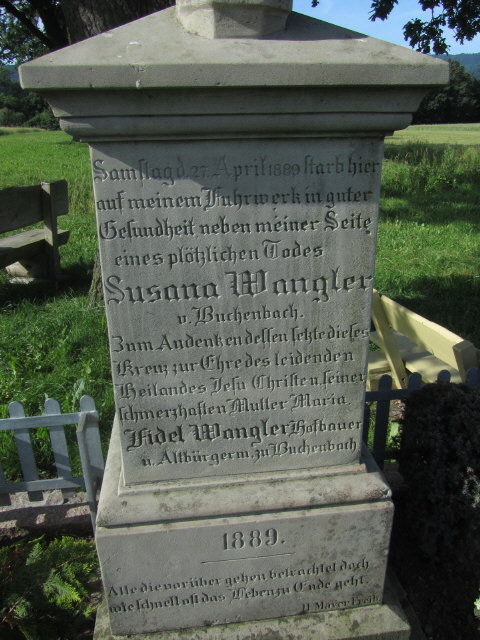 Samstag d. 27. April 1889 starb hier
auf meinem Fuhrwerk in guter
Gesundheit neben meiner Seite
eines plötzlichen Todes
Susana Wangler
v. Buchenbach.
Zum Andenken dessen setzte dieses
Kreuz zur Ehre des leidenden
Heilandes Jesu Christe n. seiner
schmerzhaften Mutter Maria
Fidel Wangler Hofbauer
u. Altbürgerm. zu Buchenbach
1889.
Alle die vorüber gehen betrachtet doch
wie schnell oft das Leben zu Ende geht.
Mayer Freib.